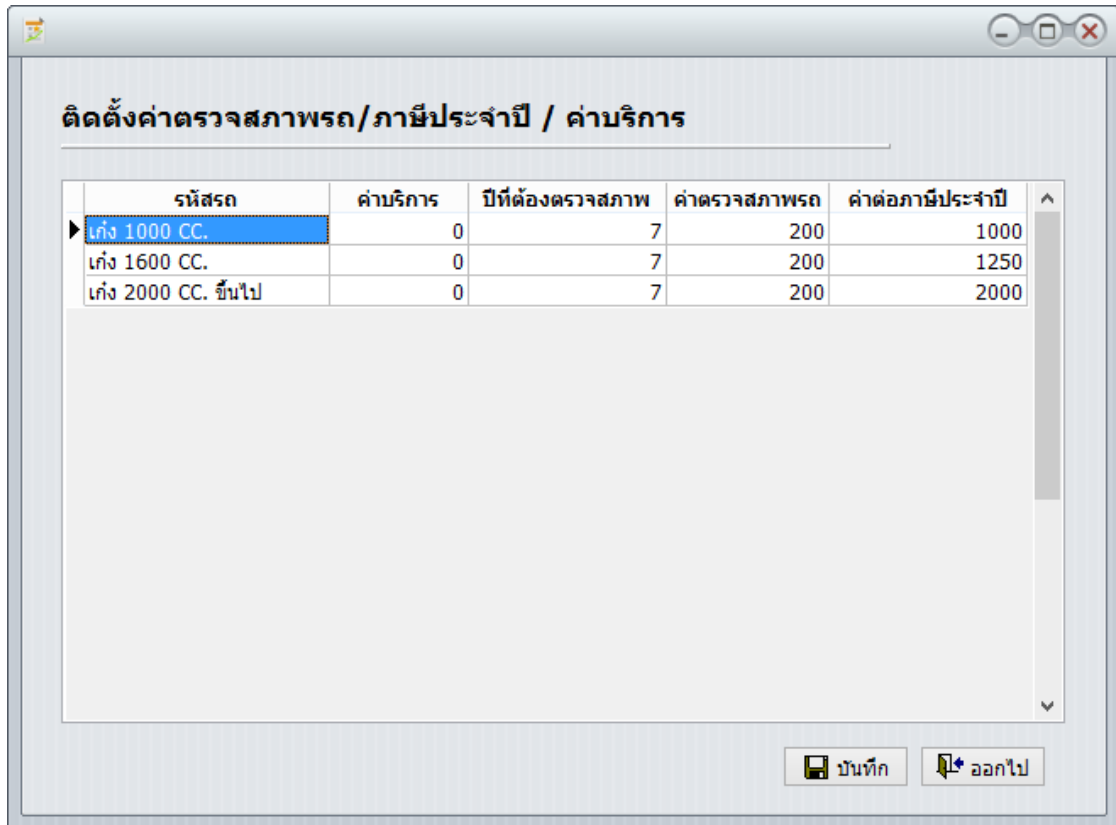 ติดตั้งค่าตรวจสภาพรถ/ภาษีประจำปี / ค่าบริการ
รหัสรถ ค่าบริการ ปีที่ต้องตรวจสภาพ ค่าตรวจสภาพรถ ค่าต่อภาษีประจำปี
เก๋ง 1000 CC. 0 7 200 1000
เก๋ง 1600 CC. 0 7 200 1250
เก๋ง 2000 CC. ขึ้นไป 0 7 200 2000
บันทึก ออกไป